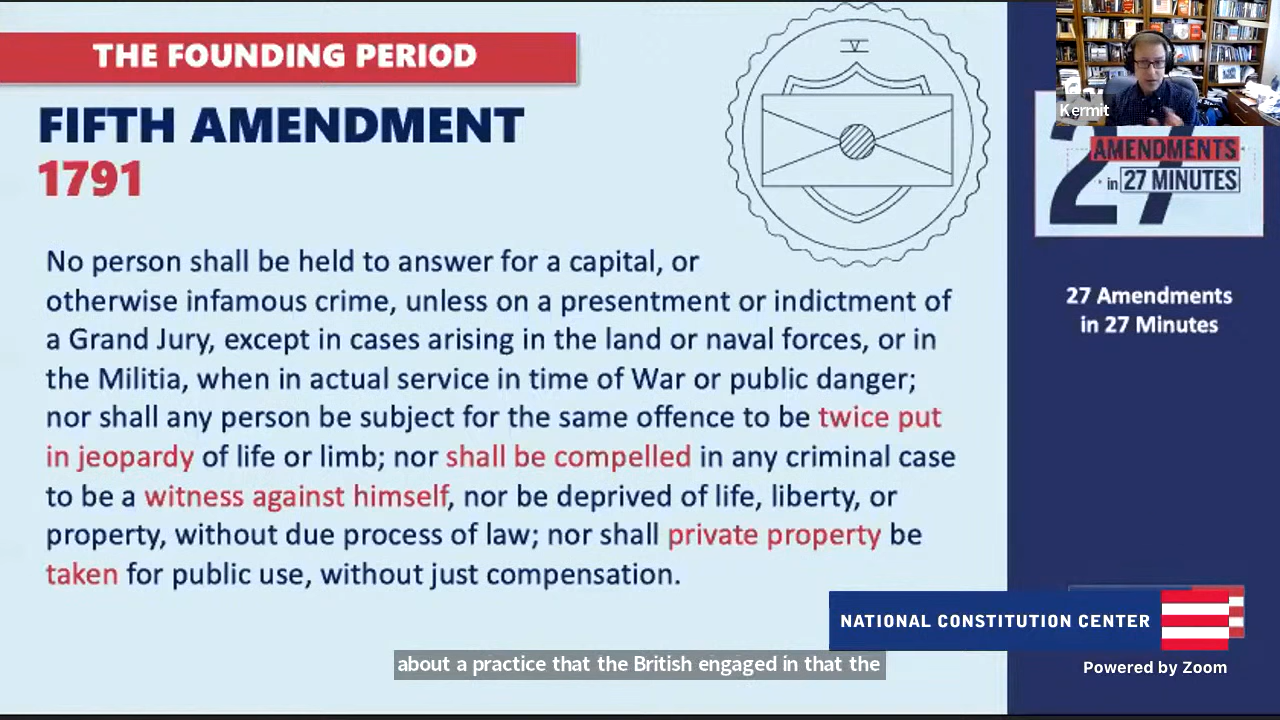 THE FOUNDING PERIOD
FIFTH AMENDMENT
1791
V
No person shall be held to answer for a capital, or
otherwise infamous crime, unless on a presentment or indictment of
a Grand Jury, except in cases arising in the land or naval forces, or in
the Militia, when in actual service in time of War or public danger;
nor shall any person be subject for the same offence to be twice put
in jeopardy of life or limb; nor shall be compelled in any criminal case
to be a witness against himself, nor be deprived of life, liberty, or
property, without due process of law; nor shall private property be
taken for public use, without just compensation.
Kermit
27
AMENDMENTS
in 27 MINUTES
27 Amendments
in 27 Minutes
NATIONAL CONSTITUTION CENTER
about a practice that the British engaged in that the
Powered by Zoom